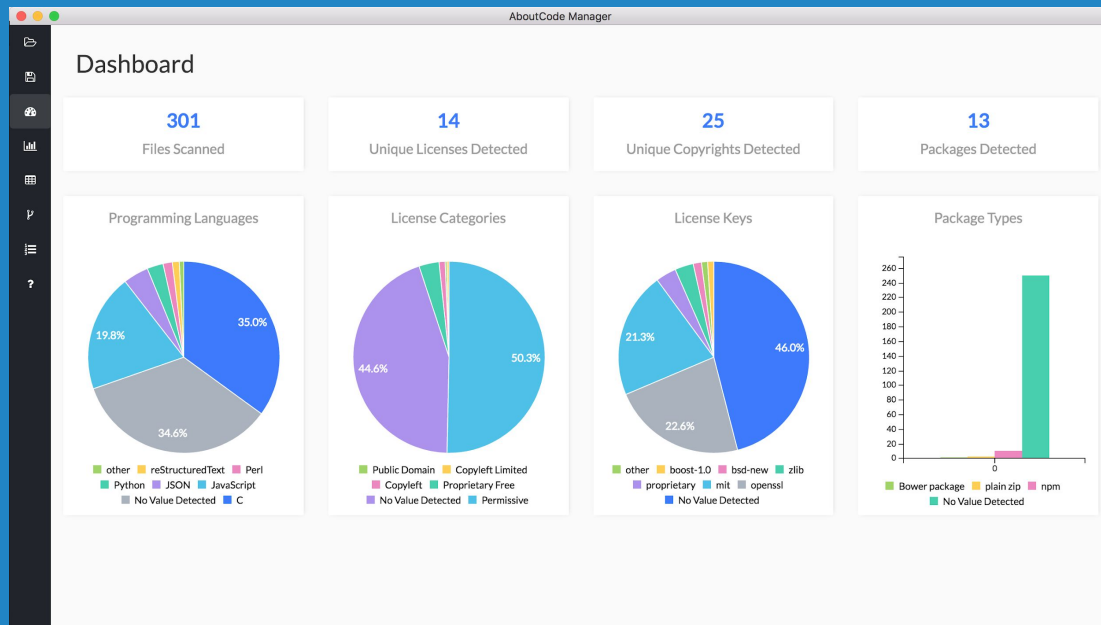 AboutCode Manager
Dashboard
301
Files Scanned
14
Unique Licenses Detected
25
Unique Copyrights Detected
13
Packages Detected
Programming Languages
35.0%
19.8%
34.6%
other reStructuredText Perl
Python JSON JavaScript
No Value Detected C
License Categories
50.3%
44.6%
Public Domain Copyleft Limited
Copyleft Proprietary Free
No Value Detected Permissive
License Keys
21.3%
46.0%
22.6%
other boost-1.0 bsd-new zlib
proprietary mit openssl
No Value Detected
Package Types
260
240
220
200
180
160
140
120
100
80
60
40
20
0
0
Bower package plain zip npm
No Value Detected
?